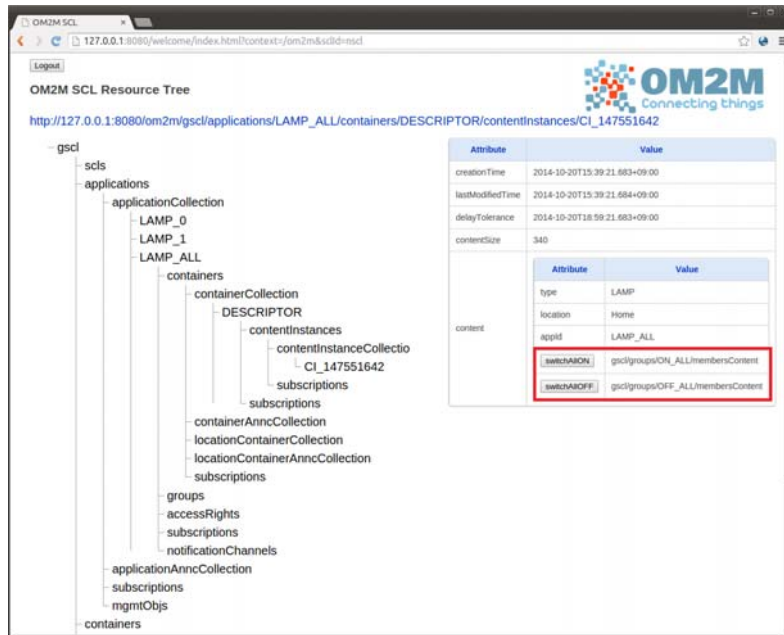 OM2M SCL
127.0.0.1:8080/welcome/index.html?context=/om2m&sclId=nscl
Logout
OM2M SCL Resource Tree
OM2M
Connecting things
http://127.0.0.1:8080/om2m/gscl/applications/LAMP_ALL/containers/DESCRIPTOR/contentInstances/CI_147551642
gscl
scls
applications
applicationCollection
LAMP_0
LAMP_1
LAMP_ALL
containers
containerCollection
DESCRIPTOR
contentInstances
contentInstanceCollectio
CI_147551642
subscriptions
subscriptions
containerAnncCollection
locationContainerCollection
locationContainerAnncCollection
subscriptions
groups
accessRights
subscriptions
notificationChannels
applicationAnncCollection
subscriptions
mgmtObjs
containers
Attribute Value
creationTime 2014-10-20T15:39:21.683+09:00
lastModifiedTime 2014-10-20T15:39:21.684+09:00
delayTolerance 2014-10-20T18:59:21.683+09:00
contentSize 340
content
Attribute Value
type LAMP
location Home
appId LAMP_ALL
switchAllON gscl/groups/ON_ALL/membersContent
switchAllOFF gscl/groups/OFF_ALL/membersContent